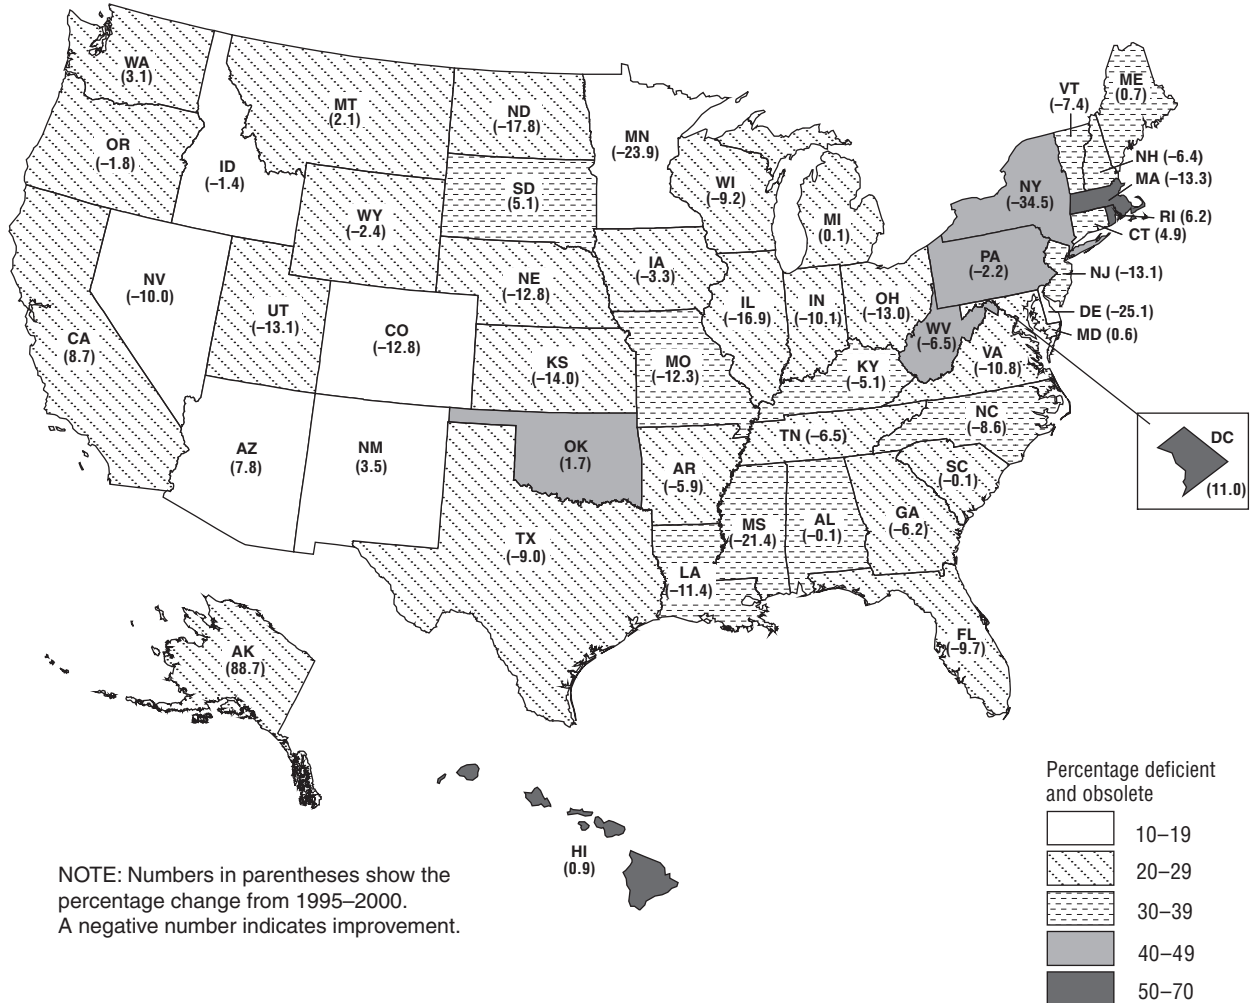 WA
(3.1)
MT
(2.1)
ND
(−17.8)
MN
(−23.9)
VT
(−7.4)
ME
(0.7)
OR
(−1.8)
ID
(−1.4)
SD
(5.1)
WI
(−9.2)
MI
(0.1)
NY
(−34.5)
NH (−6.4)
MA (−13.3)
RI (6.2)
CT (4.9)
WY
(−2.4)
NV
(−10.0)
UT
(−13.1)
CO
(−12.8)
NE
(−12.8)
IA
(−3.3)
IL
(−16.9)
IN
(−10.1)
OH
(−13.0)
PA
(−2.2)
NJ (−13.1)
DE (−25.1)
MD (0.6)
CA
(8.7)
KS
(−14.0)
MO
(−12.3)
KY
(−5.1)
WV
(−6.5)
VA
(−10.8)
AZ
(7.8)
NM
(3.5)
OK
(1.7)
AR
(−5.9)
TN (−6.5)
NC
(−8.6)
SC
(−0.1)
DC
(11.0)
TX
(−9.0)
LA
(−11.4)
MS
(−21.4)
AL
(−0.1)
GA
(−6.2)
FL
(−9.7)
AK
(88.7)
HI
(0.9)
NOTE: Numbers in parentheses show the
percentage change from 1995–2000.
A negative number indicates improvement.
Percentage deficient
and obsolete
10–19
20–29
30–39
40–49
50–70